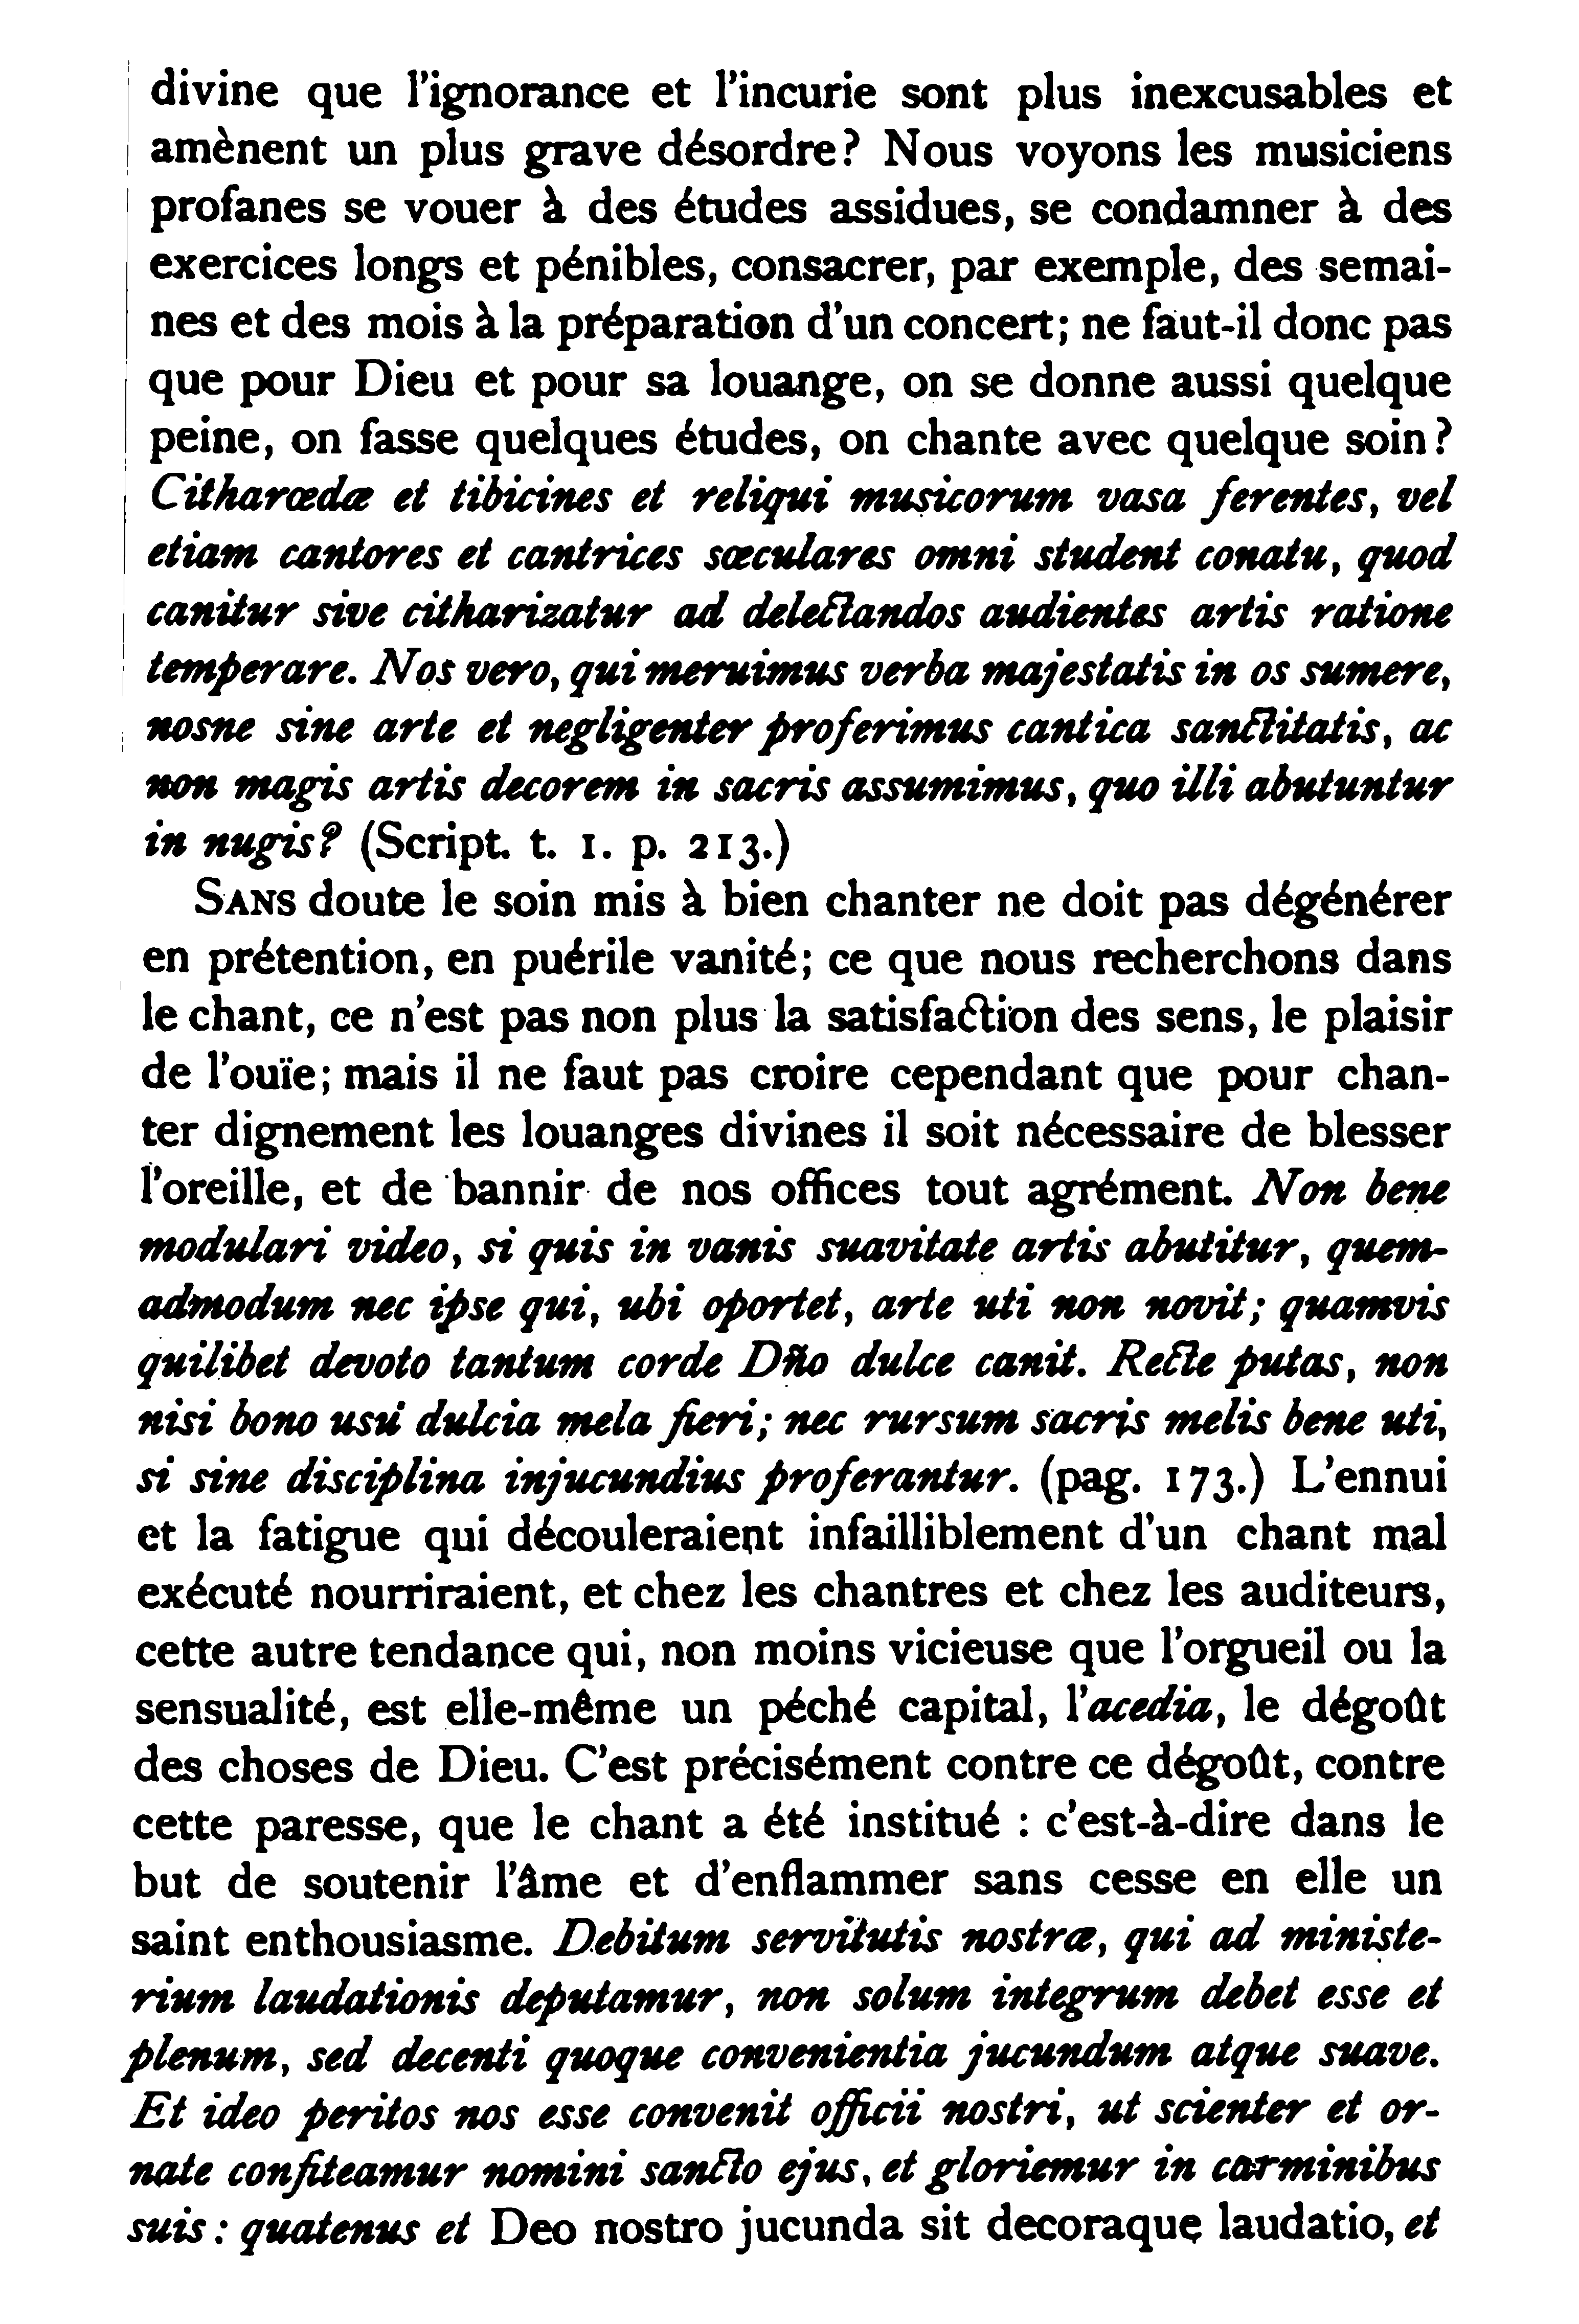 divine que l'ignorance et l'incurie sont plus inexcusables et
amènent un plus grave désordre? Nous voyons les musiciens
profanes se vouer à des études assidues, se condamner à des
exercices longs et pénibles, consacrer, par exemple, des semai-
nes et des mois à la préparation d'un concert; ne faut-il donc pas
que pour Dieu et pour sa louange, on se donne aussi quelque
peine, on fasse quelques études, on chante avec quelque soin?
Citharœdæ et tibicines et reliqui musicorum vasa ferentes, vel
etiam cantores et cantrices sæculares omni student conatu, quod
canitur sive citharizatur ad delectandos audientes artis ratione
temperare. Nos vero, qui meruimus verba majestatis in os sumere,
nosne sine arte et negligenter proferimus cantica sanctitatis, ac
non magis artis decorem in sacris assumimus, quo illi abutuntur
in nugis? (Script. t. 1. p. 213.)
SANS doute le soin mis à bien chanter ne doit pas dégénérer
en prétention, en puérile vanité; ce que nous recherchons dans
le chant, ce n'est pas non plus la satisfaction des sens, le plaisir
de l'ouïe; mais il ne faut pas croire cependant que pour chan-
ter dignement les louanges divines il soit nécessaire de blesser
l'oreille, et de bannir de nos offices tout agrément. Non bene
modulari video, si quis in vanis suavitate artis abutitur, quem-
admodum nec ipse qui, ubi oportet, arte uti non novit; quamvis
quilibet devoto tantum corde Dño dulce canit. Recte putas, non
nisi bono usu dulcia mela fieri; nec rursum sacris melis bene uti,
si sine disciplina injucundius proferantur. (pag. 173.) L'ennui
et la fatigue qui découleraient infailliblement d'un chant mal
exécuté nourriraient, et chez les chantres et chez les auditeurs,
cette autre tendance qui, non moins vicieuse que l'orgueil ou la
sensualité, est elle-même un péché capital, l'acedia, le dégoût
des choses de Dieu. C'est précisément contre ce dégoût, contre
cette paresse, que le chant a été institué : c'est-à-dire dans le
but de soutenir l'âme et d'enflammer sans cesse en elle un
saint enthousiasme. Debitum servitutis nostræ, qui ad ministe-
rium laudationis deputamur, non solum integrum debet esse et
plenum, sed decenti quoque convenientia jucundum atque suave.
Et ideo peritos nos esse convenit officii nostri, ut scienter et or-
nate confiteamur nomini sancto ejus, et gloriemur in carminibus
suis : quatenus et Deo nostro jucunda sit decoraque laudatio, et